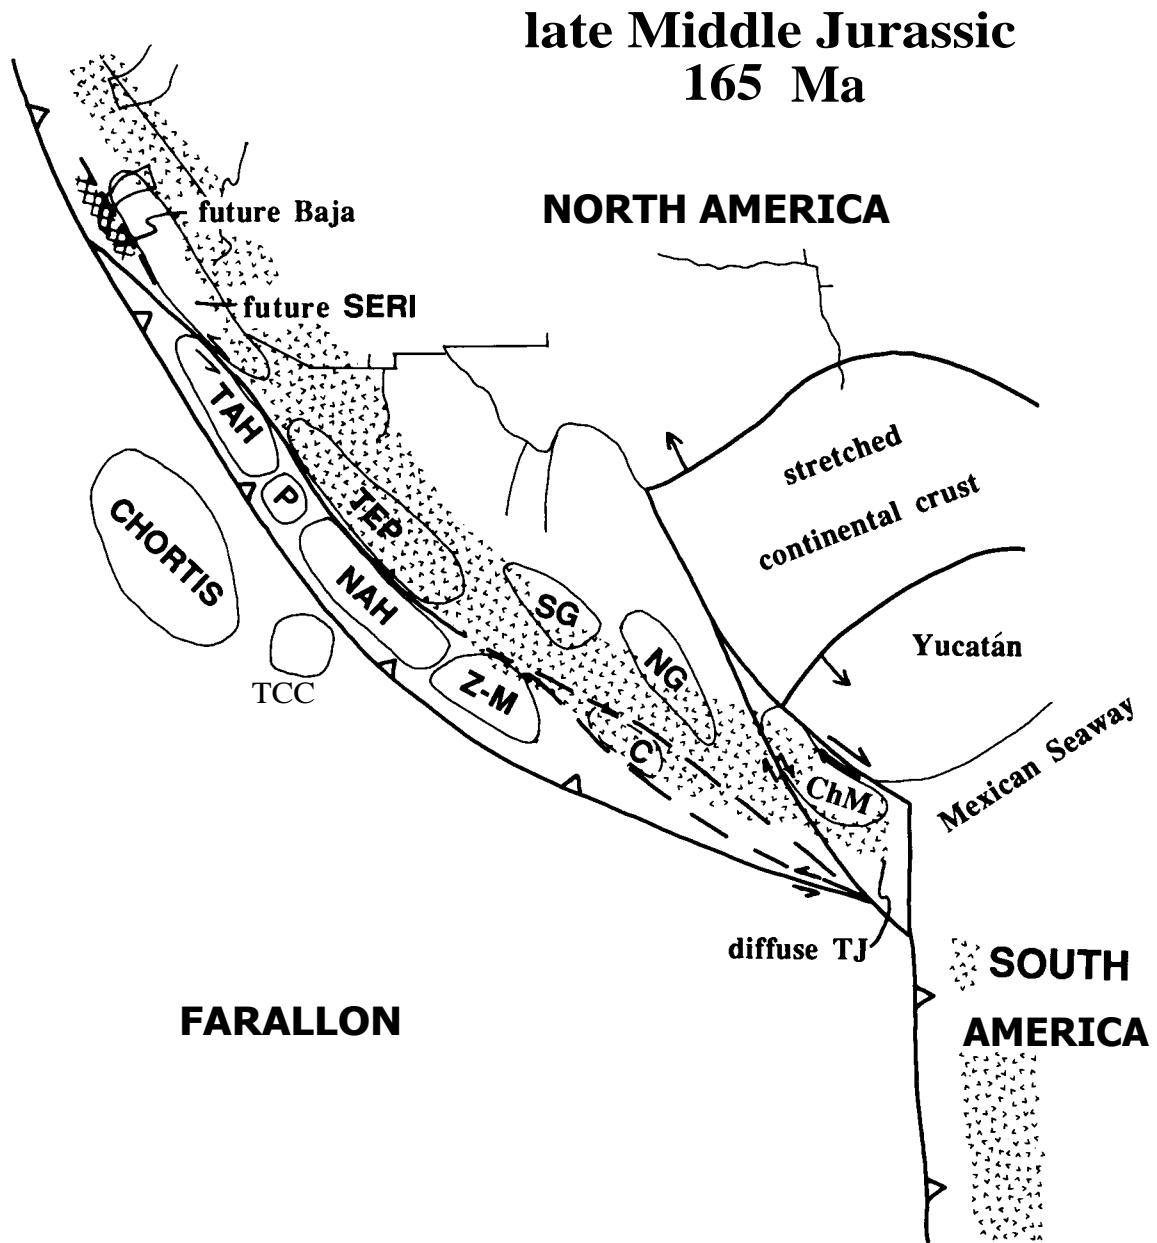 late Middle Jurassic
165 Ma
NORTH AMERICA
future Baja
future SERI
TAH
P
TEP
CHORTIS
NAH
TCC
Z-M
SG
NG
C
ChM
stretched
continental crust
Yucatán
Mexican Seaway
diffuse TJ
FARALLON
SOUTH
AMERICA